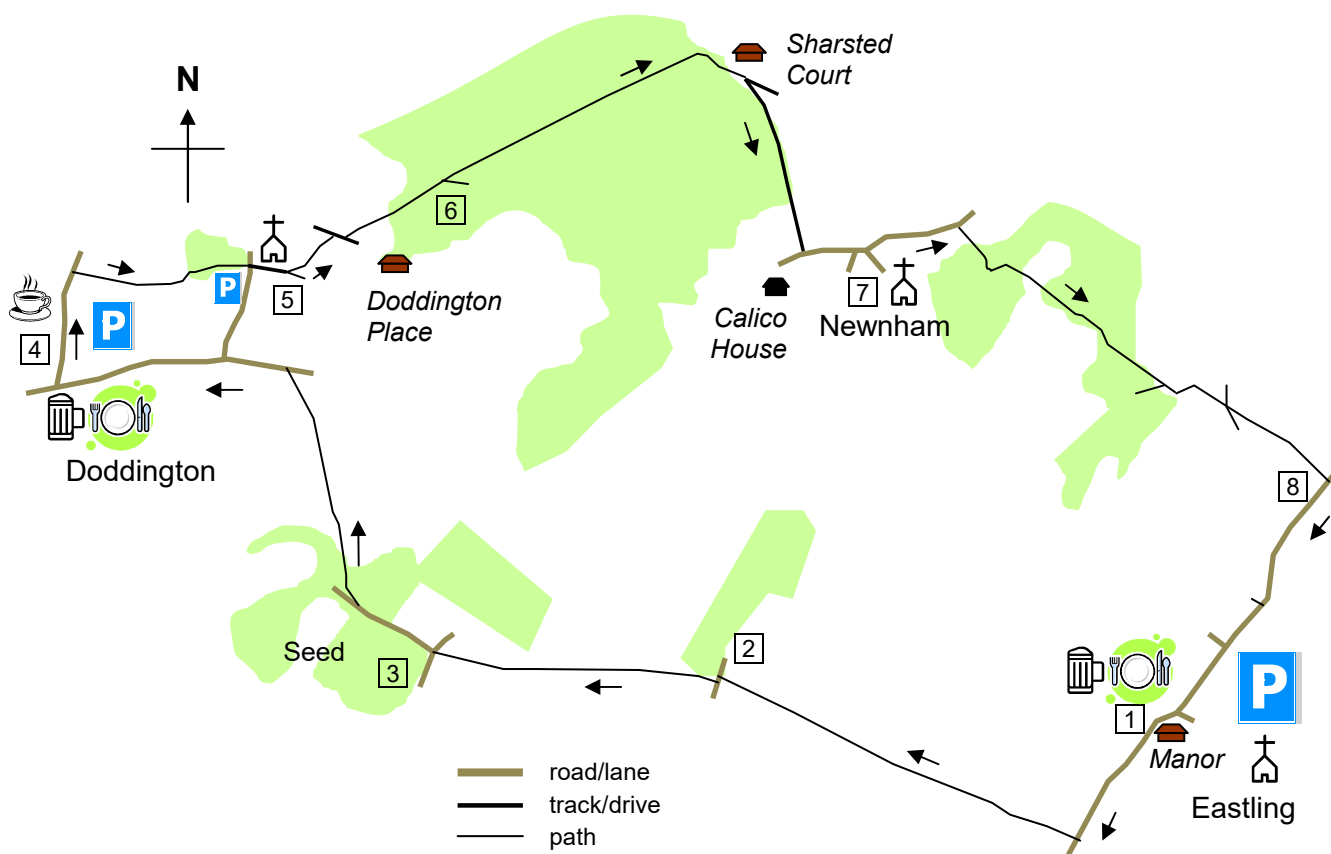 Sharsted
Court
N
6
P
5
Doddington
Place
P
4
Calico
House
7
Newnham
Doddington
8
Seed
3
2
1
P
Manor
Eastling
road/lane
track/drive
path